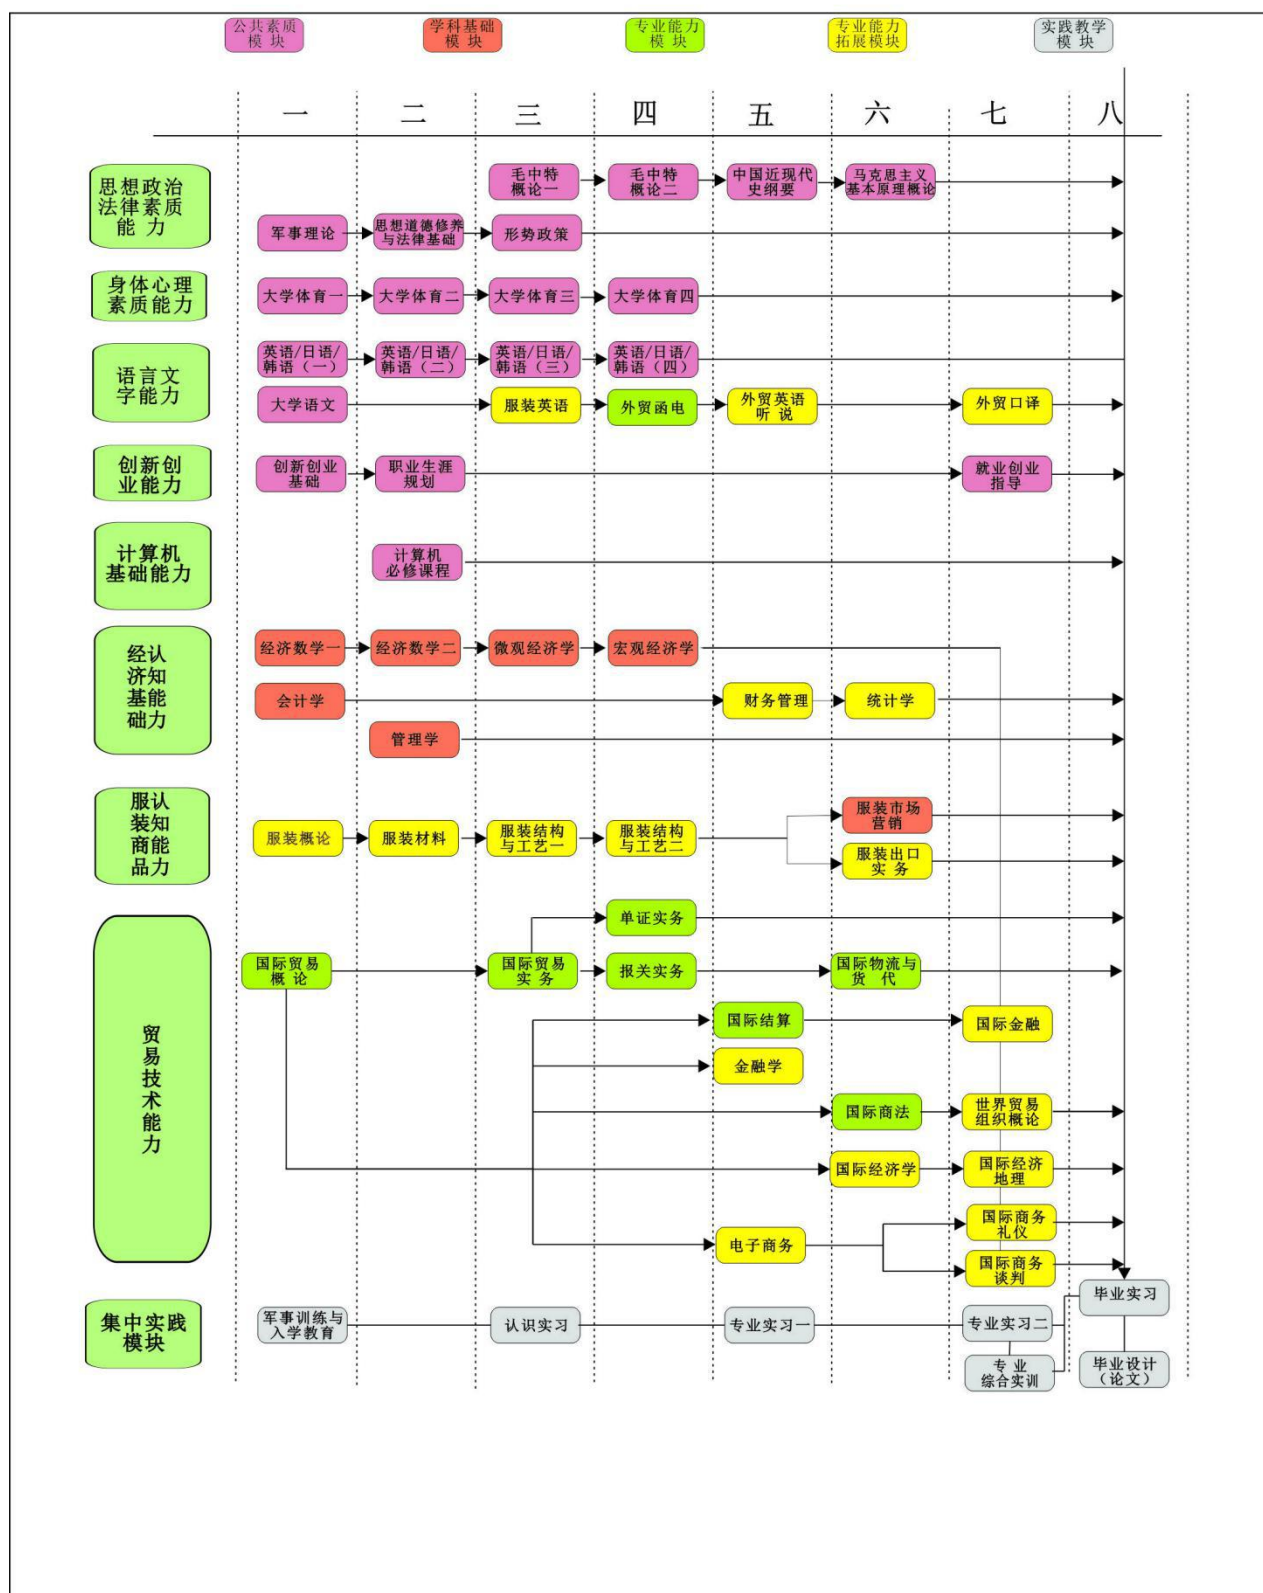 公共素质
模 块
学科基础
模 块
专业能力
模 块
专业能力
拓展模块
实践教学
模 块
一 二 三 四 五 六 七 八
思想政治
法律素质
能 力
毛中特
概论一
毛中特
概论二
中国近现代
史纲要
马克思主义
基本原理概论
军事理论
思想道德修养
与法律基础
形势政策
身体心理
素质能力
大学体育一
大学体育二
大学体育三
大学体育四
语言文
字能力
英语/日语/
韩语（一）
英语/日语/
韩语（二）
英语/日语/
韩语（三）
英语/日语/
韩语（四）
大学语文
服装英语
外贸函电
外贸英语
听 说
外贸口译
创新创
业能力
创新创业
基础
职业生涯
规划
就业创业
指导
计算机
基础能力
计算机
必修课程
经认
济知
基能
础力
经济数学一
经济数学二
微观经济学
宏观经济学
会计学
财务管理
统计学
管理学
服认
装知
商能
品力
服装概论
服装材料
服装结构
与工艺一
服装结构
与工艺二
服装市场
营销
服装出口
实 务
贸
易
技
术
能
力
单证实务
国际贸易
概 论
国际贸易
实 务
报关实务
国际物流与
货 代
国际结算
国际金融
金融学
国际商法
世界贸易
组织概论
国际经济学
国际经济
地理
电子商务
国际商务
礼仪
国际商务
谈判
集中实践
模块
军事训练与
入学教育
认识实习
专业实习一
专业实习二
专 业
综合实训
毕业实习
毕业设计
（论文）